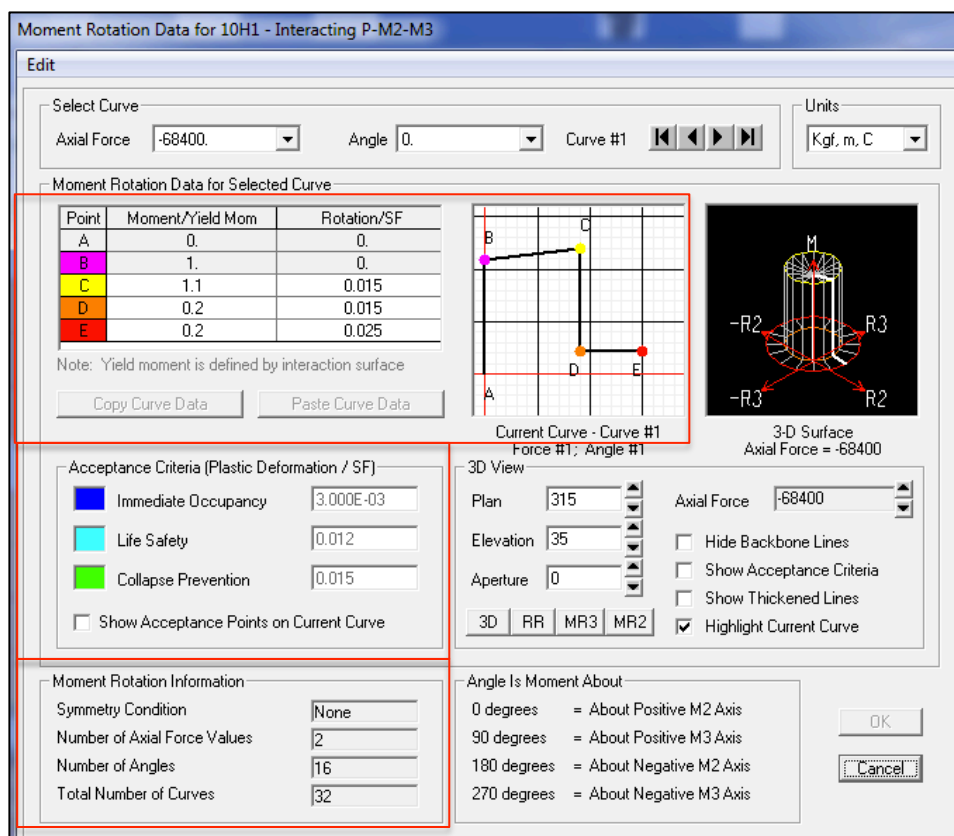 Moment Rotation Data for 10H1 - Interacting P-M2-M3
Edit
Select Curve
Axial Force -68400. Angle 0. Curve #1
Units
Kgf, m, C
Moment Rotation Data for Selected Curve
Point Moment/Yield Mom Rotation/SF
A 0. 0.
B 1. 0.
C 1.1 0.015
D 0.2 0.015
E 0.2 0.025
Note: Yield moment is defined by interaction surface
Copy Curve Data Paste Curve Data
B
C
D
E
A
Current Curve - Curve #1
Force #1; Angle #1
M
-R2
R3
-R3
R2
3-D Surface
Axial Force = -68400
Acceptance Criteria (Plastic Deformation / SF)
Immediate Occupancy 3.000E-03
Life Safety 0.012
Collapse Prevention 0.015
Show Acceptance Points on Current Curve
3D View
Plan 315
Elevation 35
Aperture 0
3D RR MR3 MR2
Axial Force -68400
Hide Backbone Lines
Show Acceptance Criteria
Show Thickened Lines
Highlight Current Curve
Moment Rotation Information
Symmetry Condition None
Number of Axial Force Values 2
Number of Angles 16
Total Number of Curves 32
Angle Is Moment About
0 degrees = About Positive M2 Axis
90 degrees = About Positive M3 Axis
180 degrees = About Negative M2 Axis
270 degrees = About Negative M3 Axis
OK
Cancel